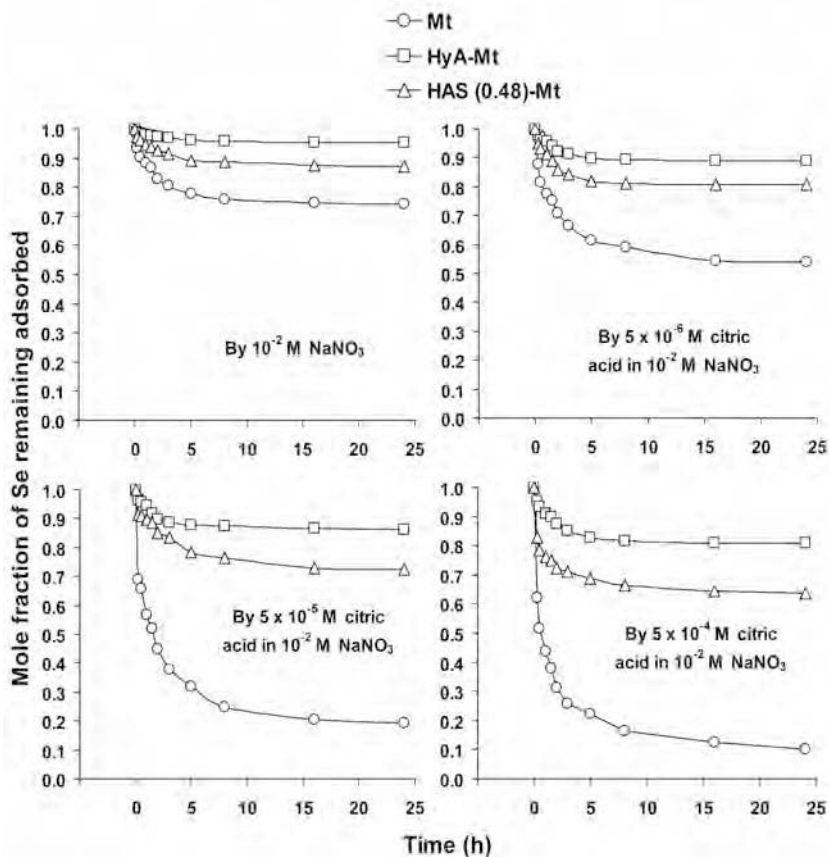 Mt
HyA-Mt
HAS (0.48)-Mt
Mole fraction of Se remaining adsorbed
1.0
0.9
0.8
0.7
0.6
0.5
0.4
0.3
0.2
0.1
0.0
By 10⁻² M NaNO₃
0 5 10 15 20 25
1.0
0.9
0.8
0.7
0.6
0.5
0.4
0.3
0.2
0.1
0.0
By 5 x 10⁻⁶ M citric
acid in 10⁻² M NaNO₃
0 5 10 15 20 25
1.0
0.9
0.8
0.7
0.6
0.5
0.4
0.3
0.2
0.1
0.0
By 5 x 10⁻⁵ M citric
acid in 10⁻² M NaNO₃
0 5 10 15 20 25
1.0
0.9
0.8
0.7
0.6
0.5
0.4
0.3
0.2
0.1
0.0
By 5 x 10⁻⁴ M citric
acid in 10⁻² M NaNO₃
0 5 10 15 20 25
Time (h)